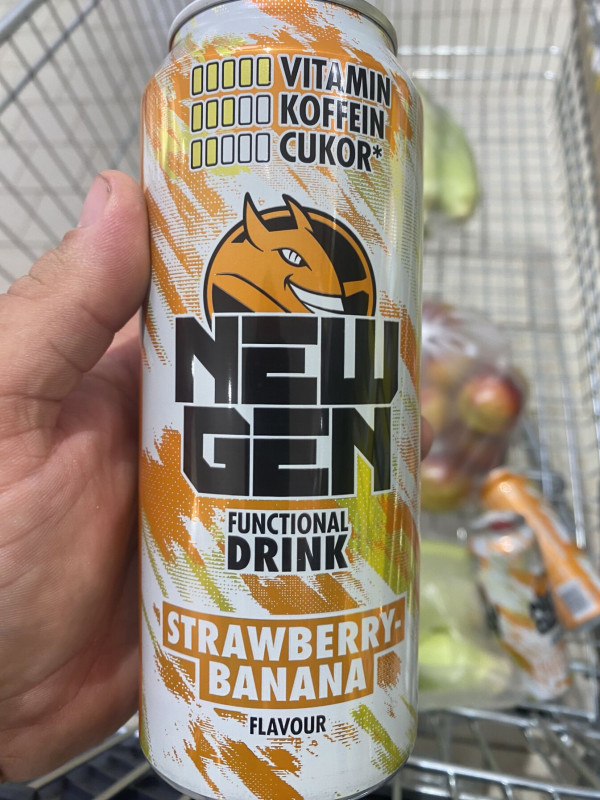 VITAMIN
KOFFEIN
CUKOR*
NEW
GEN
FUNCTIONAL
DRINK
STRAWBERRY-
BANANA
FLAVOUR